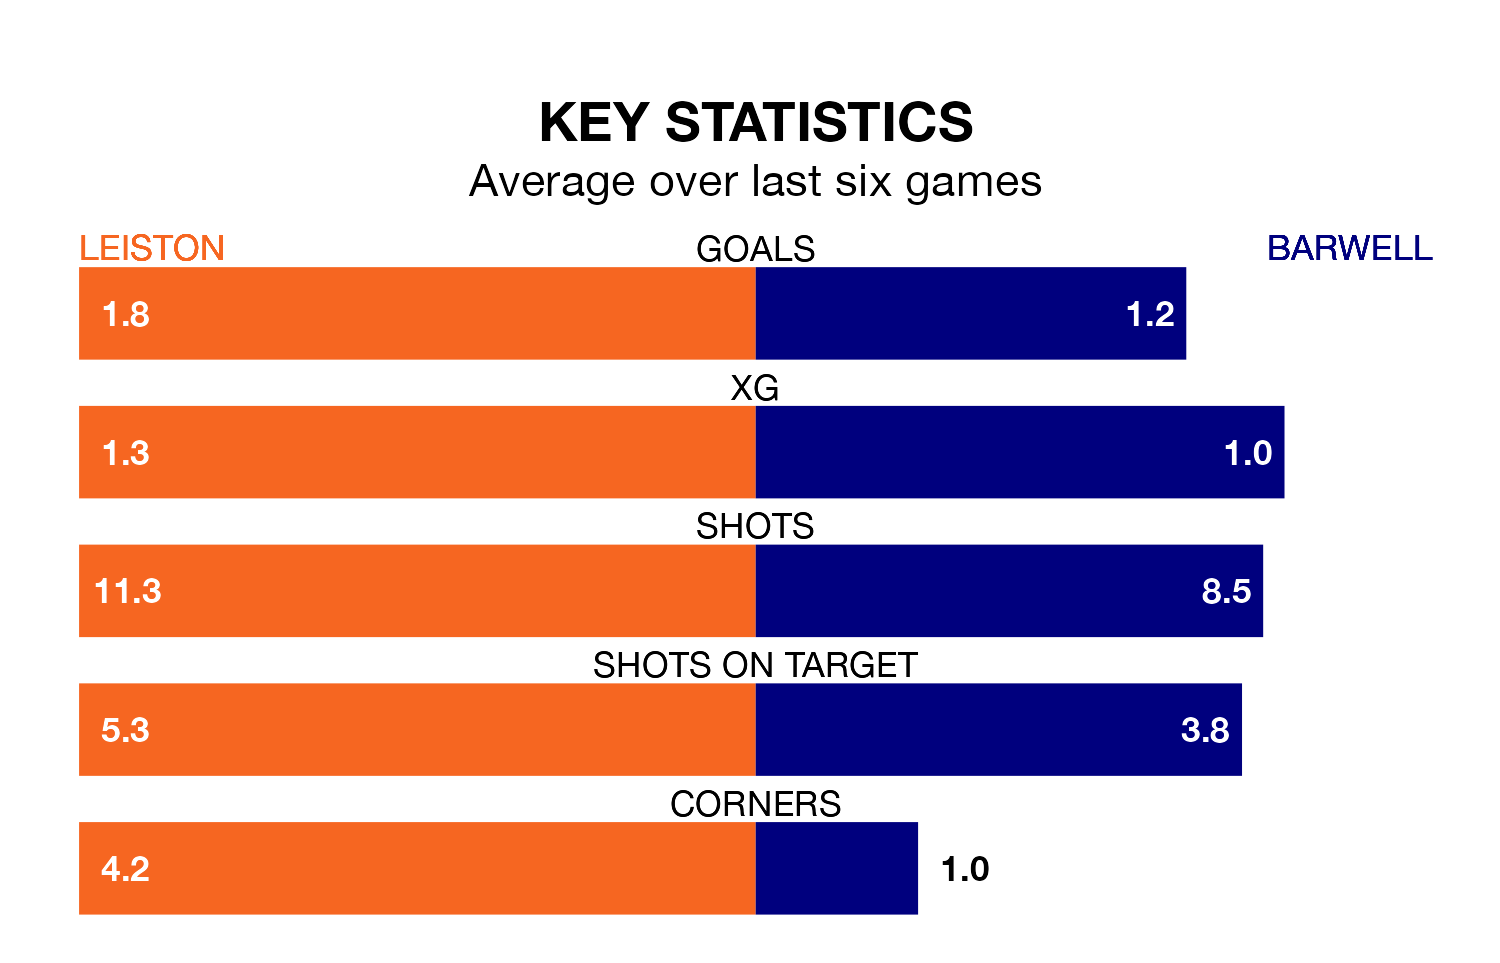 KEY STATISTICS
Average over last six games
LEISTON GOALS BARWELL
1.8 1.2
XG
1.3 1.0
SHOTS
11.3 8.5
SHOTS ON TARGET
5.3 3.8
CORNERS
4.2 1.0